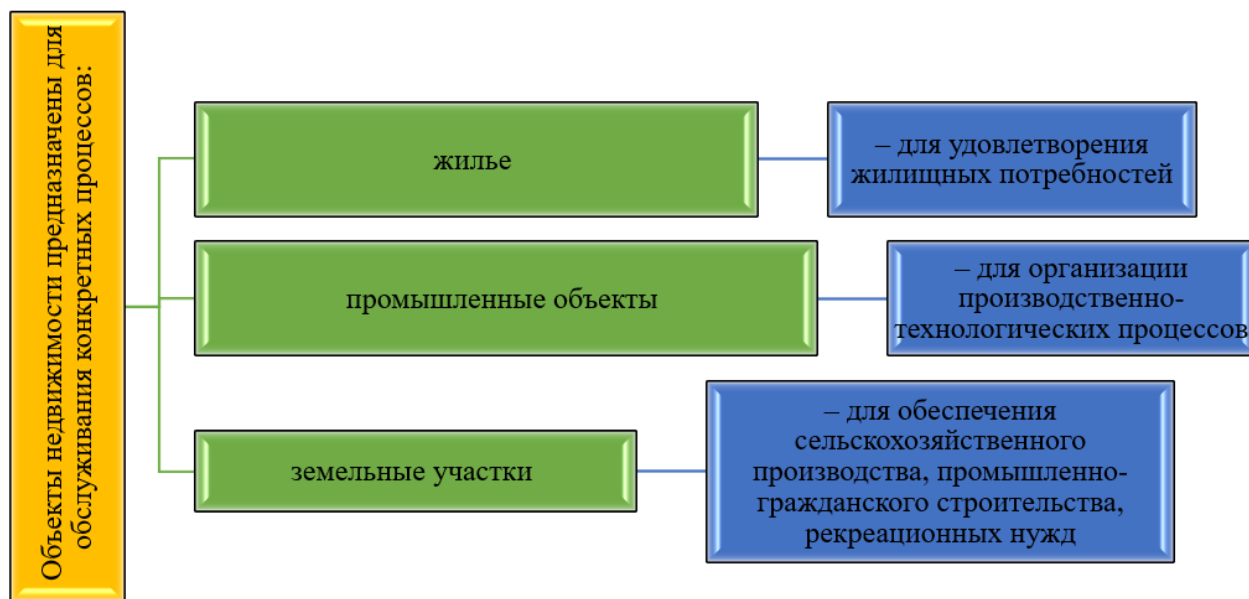 Объекты недвижимости предназначены для
обслуживания конкретных процессов:
жилье
– для удовлетворения
жилищных потребностей
промышленные объекты
– для организации
производственно-
технологических процессов
земельные участки
– для обеспечения
сельскохозяйственного
производства, промышленно-
гражданского строительства,
рекреационных нужд